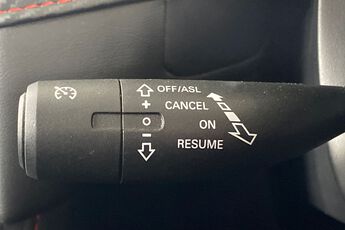 OFF/ASL
+ CANCEL
O ON
− RESUME